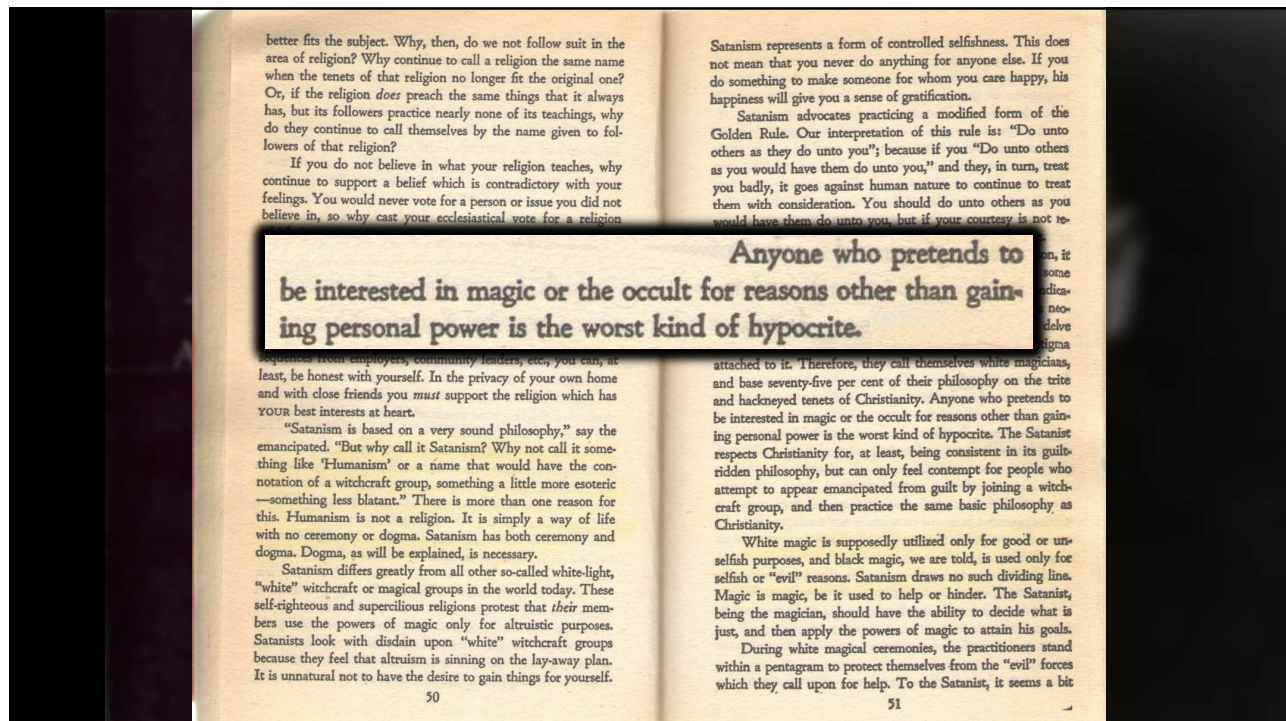 better fits the subject. Why, then, do we not follow suit in the
area of religion? Why continue to call a religion the same name
when the tenets of that religion no longer fit the original one?
Or, if the religion does preach the same things that it always
has, but its followers practice nearly none of its teachings, why
do they continue to call themselves by the name given to fol-
lowers of that religion?
If you do not believe in what your religion teaches, why
continue to support a belief which is contradictory with your
feelings. You would never vote for a person or issue you did not
believe in, so why cast your ecclesiastical vote for a religion
sequences from employers, community leaders, etc., you can, at
least, be honest with yourself. In the privacy of your own home
and with close friends you must support the religion which has
YOUR best interests at heart.
"Satanism is based on a very sound philosophy," say the
emancipated. "But why call it Satanism? Why not call it some-
thing like 'Humanism' or a name that would have the con-
notation of a witchcraft group, something a little more esoteric
—something less blatant." There is more than one reason for
this. Humanism is not a religion. It is simply a way of life
with no ceremony or dogma. Satanism has both ceremony and
dogma. Dogma, as will be explained, is necessary.
Satanism differs greatly from all other so-called white-light,
"white" witchcraft or magical groups in the world today. These
self-righteous and supercilious religions protest that their mem-
bers use the powers of magic only for altruistic purposes.
Satanists look with disdain upon "white" witchcraft groups
because they feel that altruism is sinning on the lay-away plan.
It is unnatural not to have the desire to gain things for yourself.
50
Satanism represents a form of controlled selfishness. This does
not mean that you never do anything for anyone else. If you
do something to make someone for whom you care happy, his
happiness will give you a sense of gratification.
Satanism advocates practicing a modified form of the
Golden Rule. Our interpretation of this rule is: "Do unto
others as they do unto you"; because if you "Do unto others
as you would have them do unto you," and they, in turn, treat
you badly, it goes against human nature to continue to treat
them with consideration. You should do unto others as you
would have them do unto you, but if your courtesy is not re-
on, it
some
ndica-
neo-
delve
igma
attached to it. Therefore, they call themselves white magicians,
and base seventy-five per cent of their philosophy on the trite
and hackneyed tenets of Christianity. Anyone who pretends to
be interested in magic or the occult for reasons other than gain-
ing personal power is the worst kind of hypocrite. The Satanist
respects Christianity for, at least, being consistent in its guilt-
ridden philosophy, but can only feel contempt for people who
attempt to appear emancipated from guilt by joining a witch-
craft group, and then practice the same basic philosophy as
Christianity.
White magic is supposedly utilized only for good or un-
selfish purposes, and black magic, we are told, is used only for
selfish or "evil" reasons. Satanism draws no such dividing line.
Magic is magic, be it used to help or hinder. The Satanist,
being the magician, should have the ability to decide what is
just, and then apply the powers of magic to attain his goals.
During white magical ceremonies, the practitioners stand
within a pentagram to protect themselves from the "evil" forces
which they call upon for help. To the Satanist, it seems a bit
51
Anyone who pretends to
be interested in magic or the occult for reasons other than gain-
ing personal power is the worst kind of hypocrite.